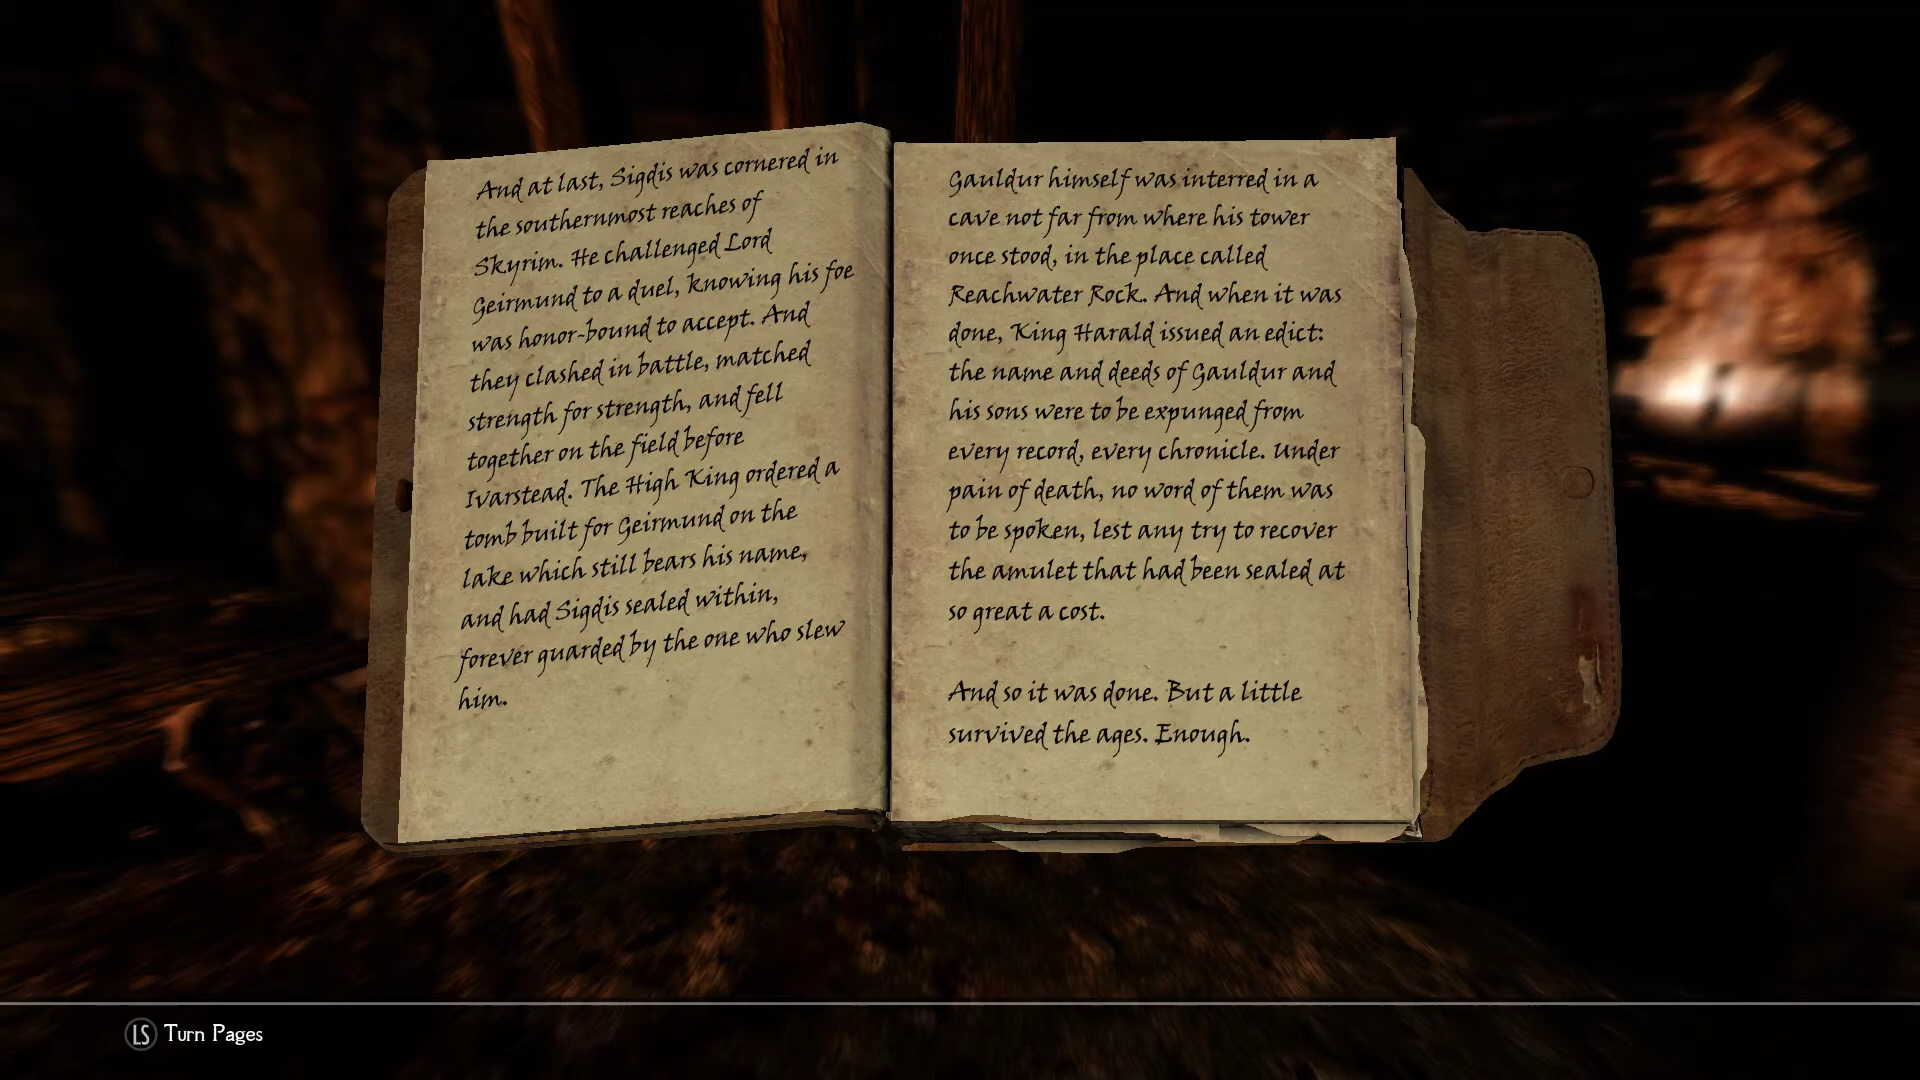 And at last, Sigdis was cornered in
the southernmost reaches of
Skyrim. He challenged Lord
Geirmund to a duel, knowing his foe
was honor-bound to accept. And
they clashed in battle, matched
strength for strength, and fell
together on the field before
Ivarstead. The High King ordered a
tomb built for Geirmund on the
lake which still bears his name,
and had Sigdis sealed within,
forever guarded by the one who slew
him.
Gauldur himself was interred in a
cave not far from where his tower
once stood, in the place called
Reachwater Rock. And when it was
done, King Harald issued an edict:
the name and deeds of Gauldur and
his sons were to be expunged from
every record, every chronicle. Under
pain of death, no word of them was
to be spoken, lest any try to recover
the amulet that had been sealed at
so great a cost.
And so it was done. But a little
survived the ages. Enough.
LS Turn Pages